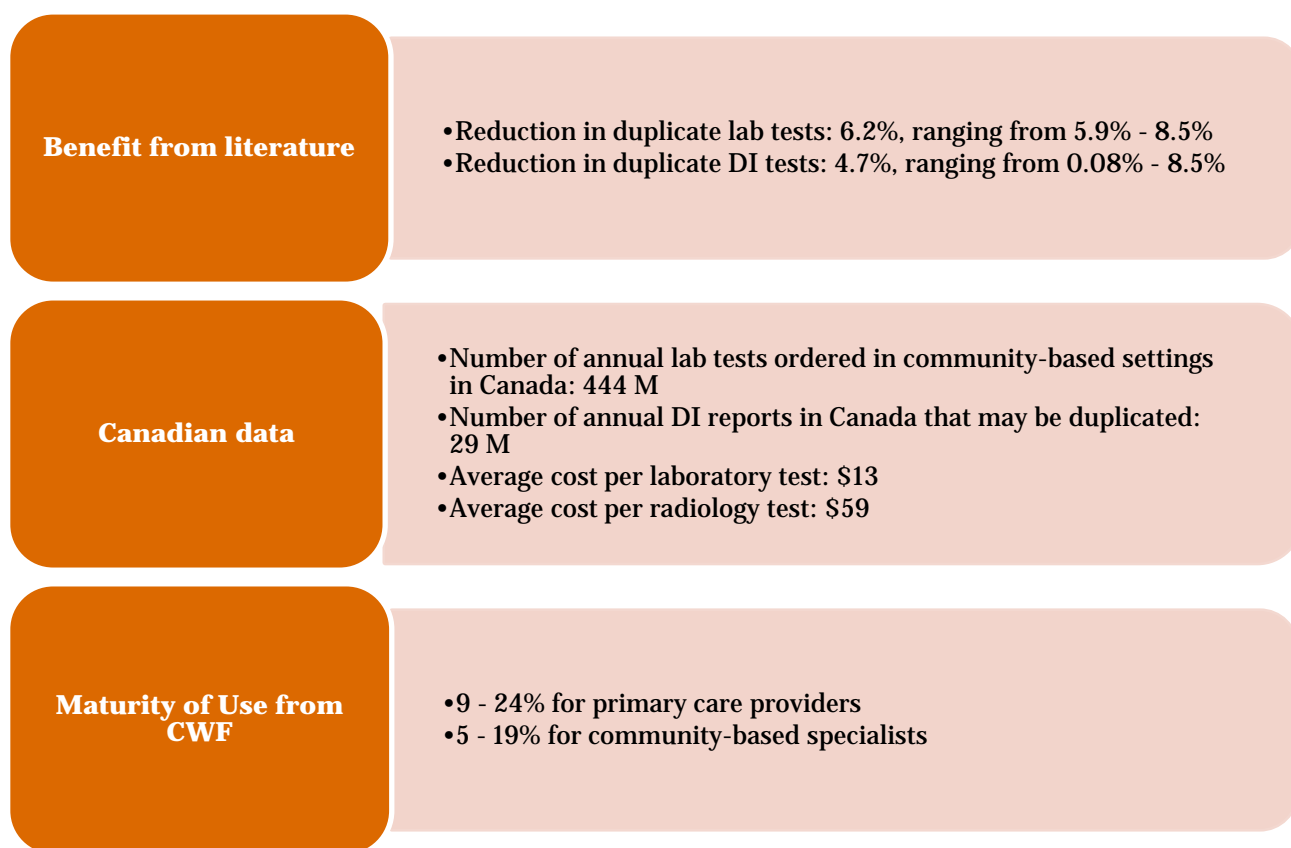 Benefit from literature
•Reduction in duplicate lab tests: 6.2%, ranging from 5.9% - 8.5%
•Reduction in duplicate DI tests: 4.7%, ranging from 0.08% - 8.5%
Canadian data
•Number of annual lab tests ordered in community-based settings
in Canada: 444 M
•Number of annual DI reports in Canada that may be duplicated:
29 M
•Average cost per laboratory test: $13
•Average cost per radiology test: $59
Maturity of Use from
CWF
•9 - 24% for primary care providers
•5 - 19% for community-based specialists